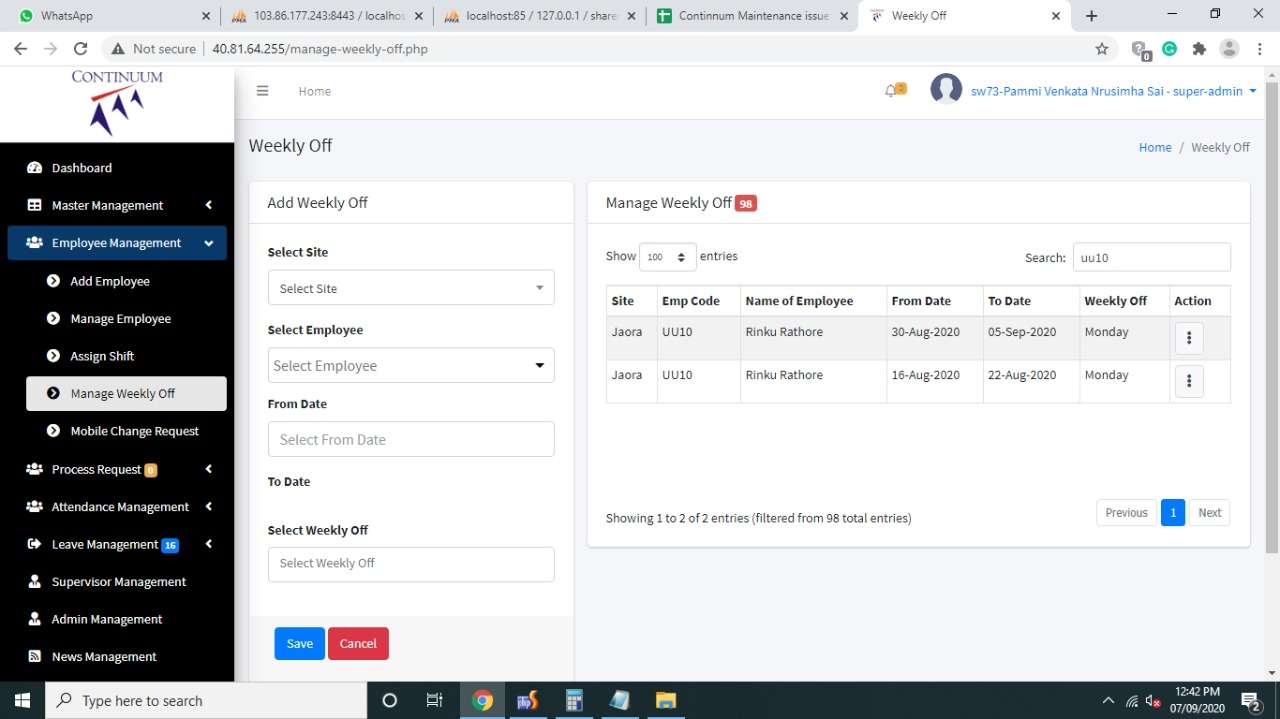 WhatsApp
103.86.177.243:8443 / localhos
localhost:85 / 127.0.0.1 / share
Continnum Maintenance issue
Weekly Off
Not secure
40.81.64.255/manage-weekly-off.php
0
CONTINUUM
Home
sw73-Pammi Venkata Nrusimha Sai - super-admin
Dashboard
Master Management
Employee Management
Add Employee
Manage Employee
Assign Shift
Manage Weekly Off
Mobile Change Request
Process Request 0
Attendance Management
Leave Management 16
Supervisor Management
Admin Management
News Management
Weekly Off
Home / Weekly Off
Add Weekly Off
Select Site
Select Site
Select Employee
Select Employee
From Date
Select From Date
To Date
Select Weekly Off
Select Weekly Off
Save Cancel
Manage Weekly Off 98
Show 100 entries
Search: uu10
Site Emp Code Name of Employee From Date To Date Weekly Off Action
Jaora UU10 Rinku Rathore 30-Aug-2020 05-Sep-2020 Monday
Jaora UU10 Rinku Rathore 16-Aug-2020 22-Aug-2020 Monday
Showing 1 to 2 of 2 entries (filtered from 98 total entries)
Previous 1 Next
Type here to search
12:42 PM
07/09/2020
2